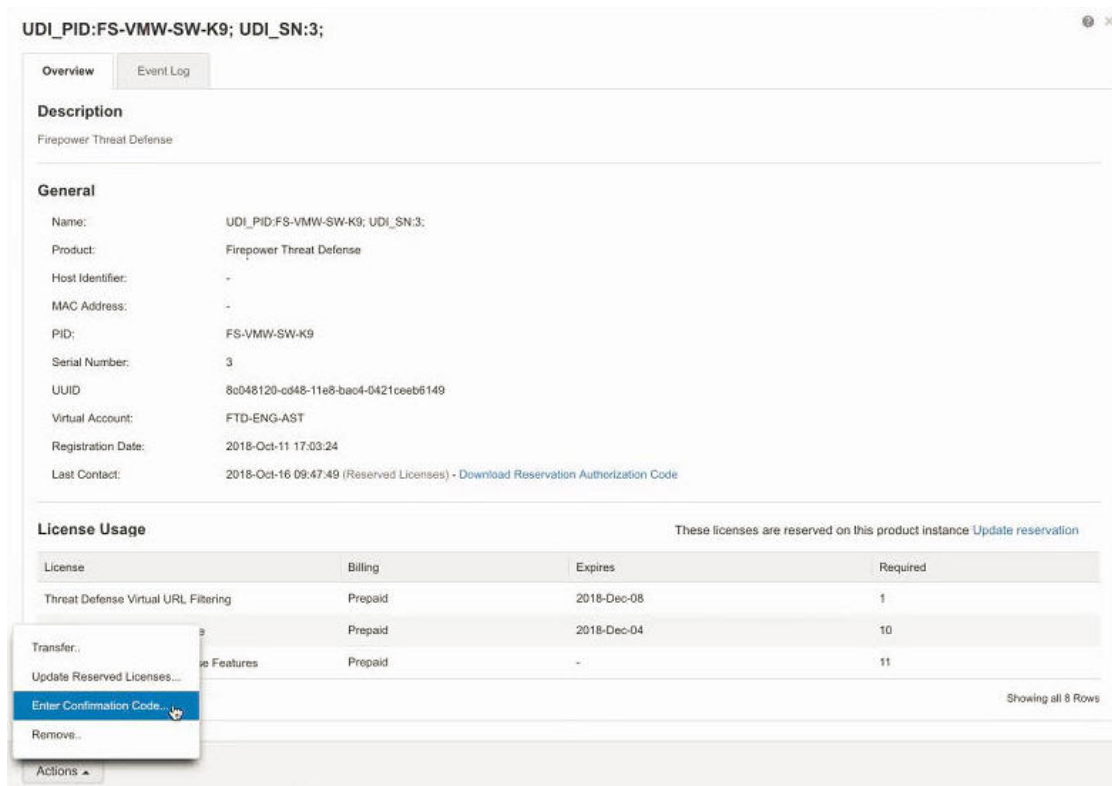 UDI_PID:FS-VMW-SW-K9; UDI_SN:3;
Overview Event Log
Description
Firepower Threat Defense
General
Name: UDI_PID:FS-VMW-SW-K9; UDI_SN:3;
Product: Firepower Threat Defense
Host Identifier: -
MAC Address: -
PID: FS-VMW-SW-K9
Serial Number: 3
UUID 8c048120-cd48-11e8-bac4-0421ceeb6149
Virtual Account: FTD-ENG-AST
Registration Date: 2018-Oct-11 17:03:24
Last Contact: 2018-Oct-16 09:47:49 (Reserved Licenses) - Download Reservation Authorization Code
License Usage These licenses are reserved on this product instance Update reservation
License Billing Expires Required
Threat Defense Virtual URL Filtering Prepaid 2018-Dec-08 1
e Prepaid 2018-Dec-04 10
se Features Prepaid - 11
Showing all 8 Rows
Transfer..
Update Reserved Licenses...
Enter Confirmation Code...
Remove..
Actions